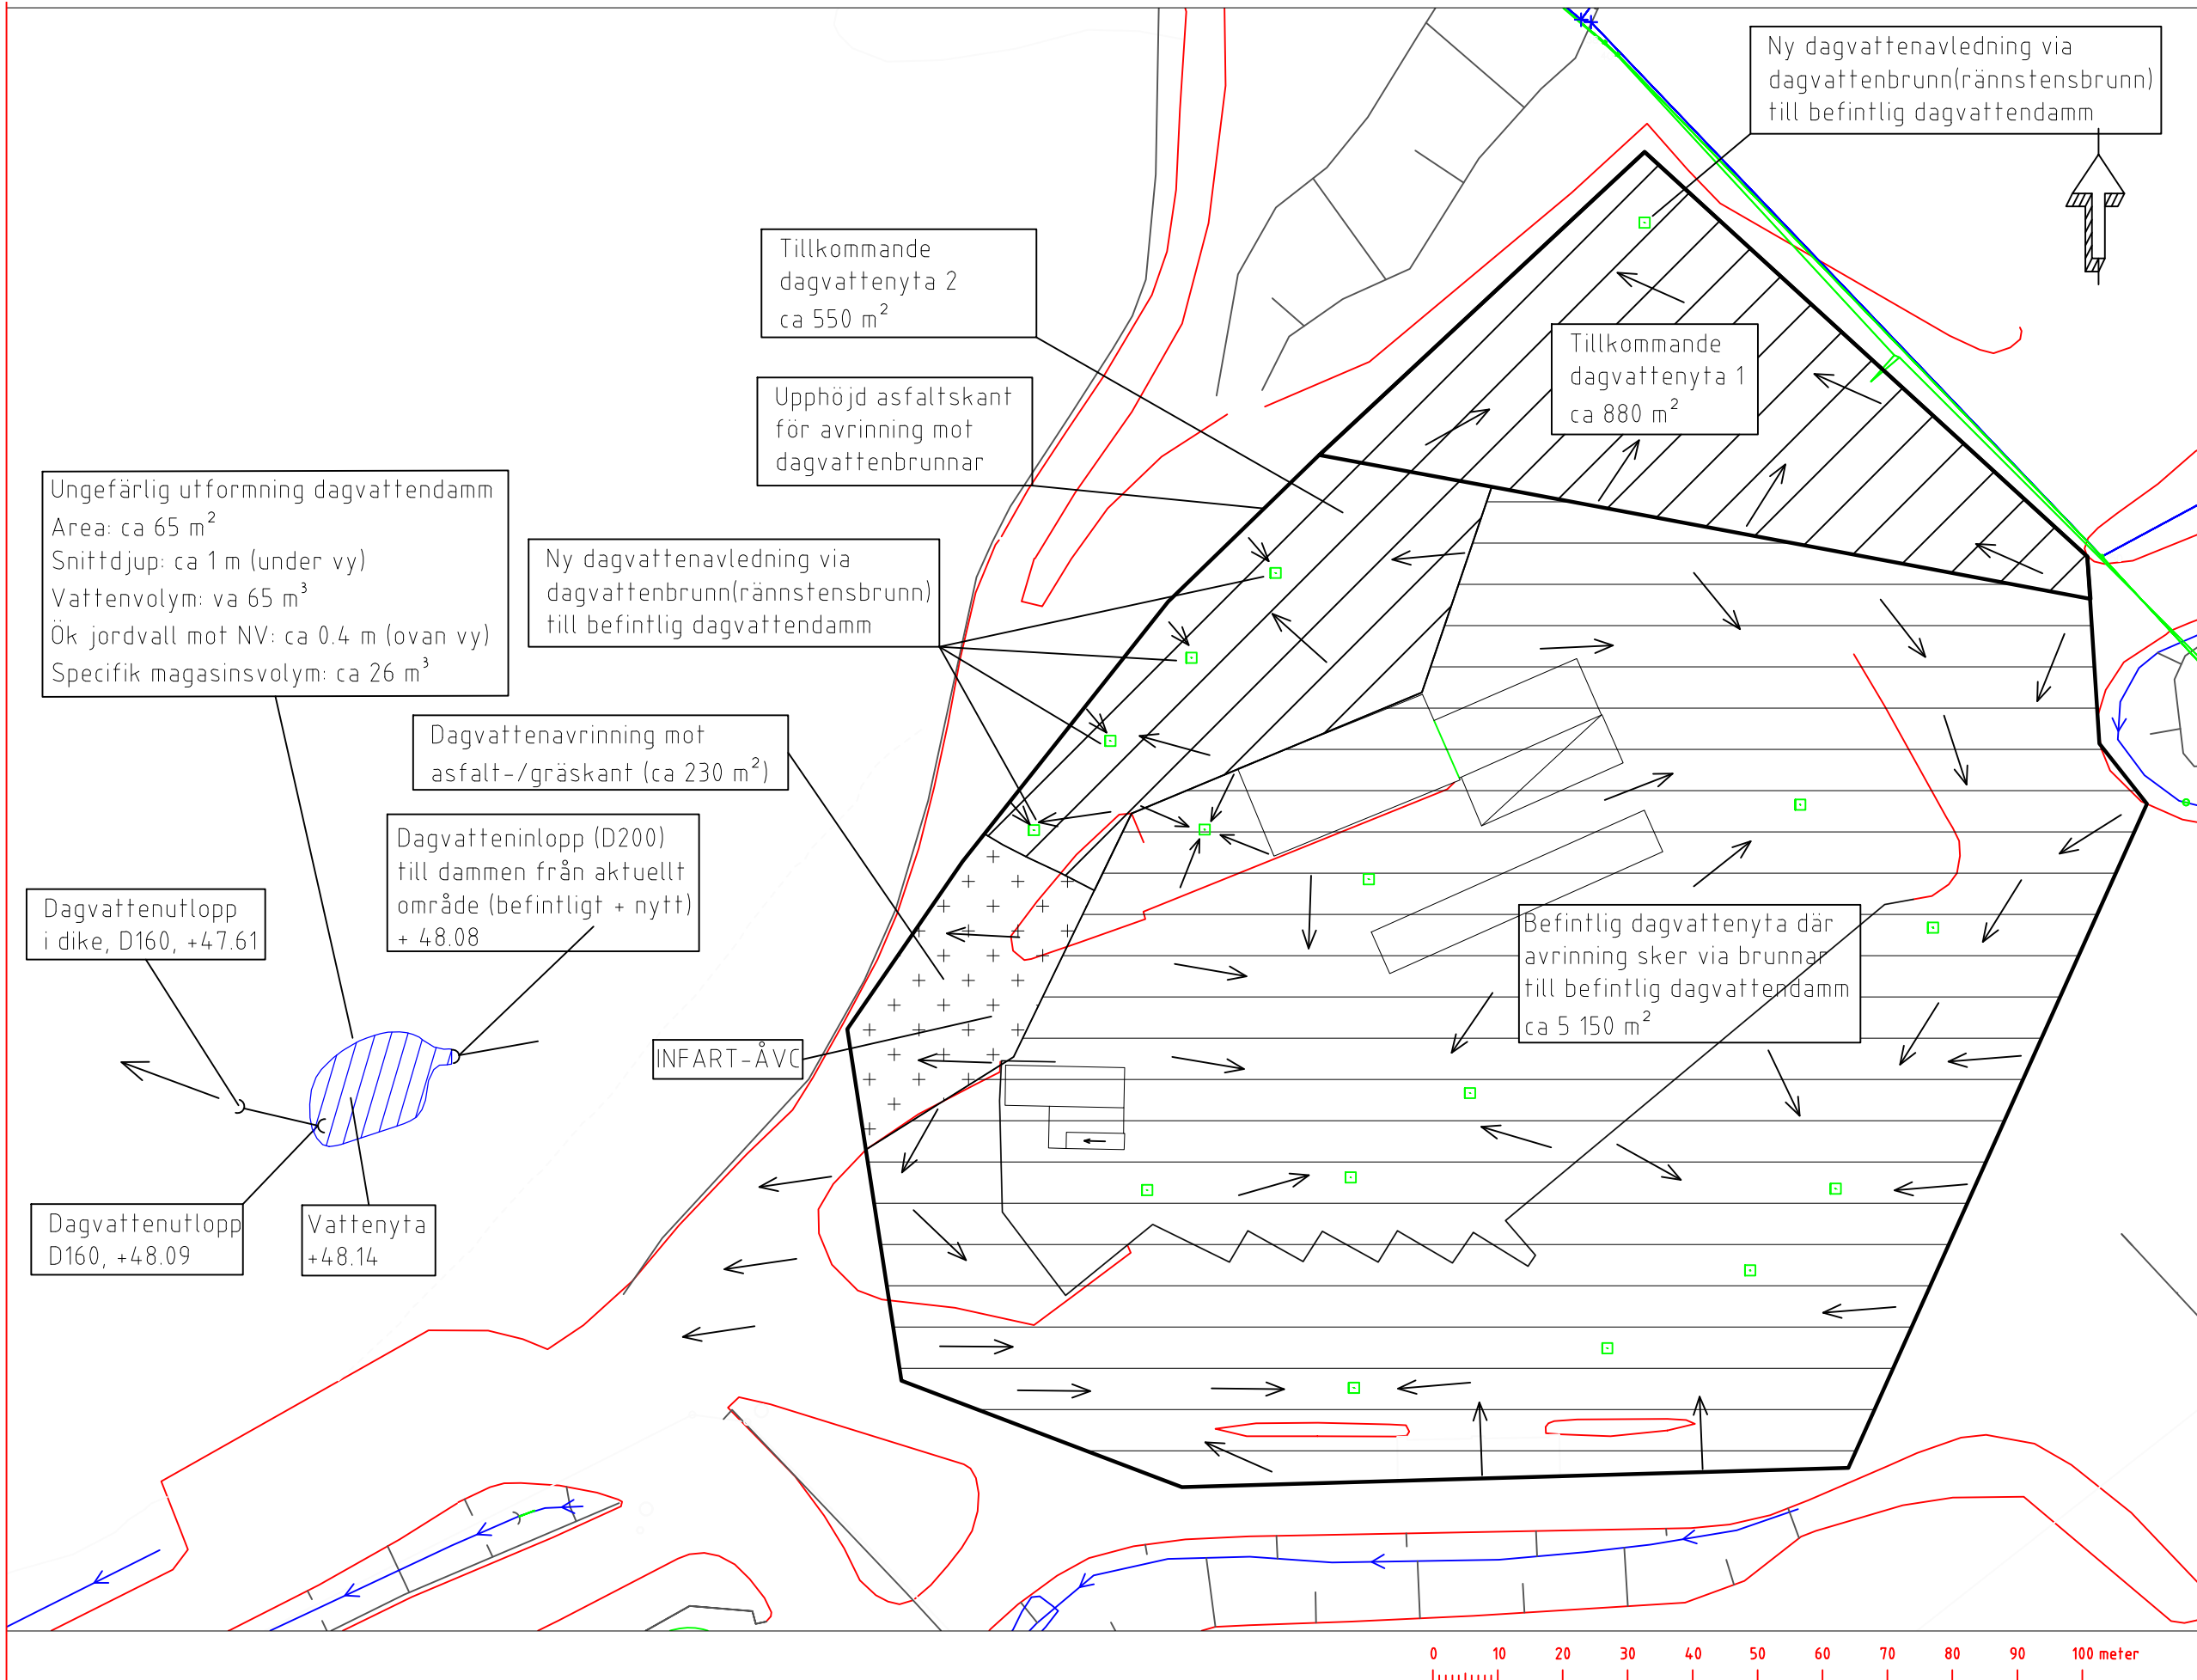 Ny dagvattenavledning via
dagvattenbrunn(rännstensbrunn)
till befintlig dagvattendamm
Tillkommande
dagvattenyta 2
ca 550 m²
Tillkommande
dagvattenyta 1
ca 880 m²
Upphöjd asfaltskant
för avrinning mot
dagvattenbrunnar
Ungefärlig utformning dagvattendamm
Area: ca 65 m²
Snittdjup: ca 1 m (under vy)
Vattenvolym: va 65 m³
Ök jordvall mot NV: ca 0.4 m (ovan vy)
Specifik magasinsvolym: ca 26 m³
Ny dagvattenavledning via
dagvattenbrunn(rännstensbrunn)
till befintlig dagvattendamm
Dagvattenavrinning mot
asfalt-/gräskant (ca 230 m²)
Dagvatteninlopp (D200)
till dammen från aktuellt
område (befintligt + nytt)
+ 48.08
Dagvattenutlopp
i dike, D160, +47.61
Befintlig dagvattenyta där
avrinning sker via brunnar
till befintlig dagvattendamm
ca 5 150 m²
INFART-ÅVC
Dagvattenutlopp
D160, +48.09
Vattenyta
+48.14
0 10 20 30 40 50 60 70 80 90 100 meter